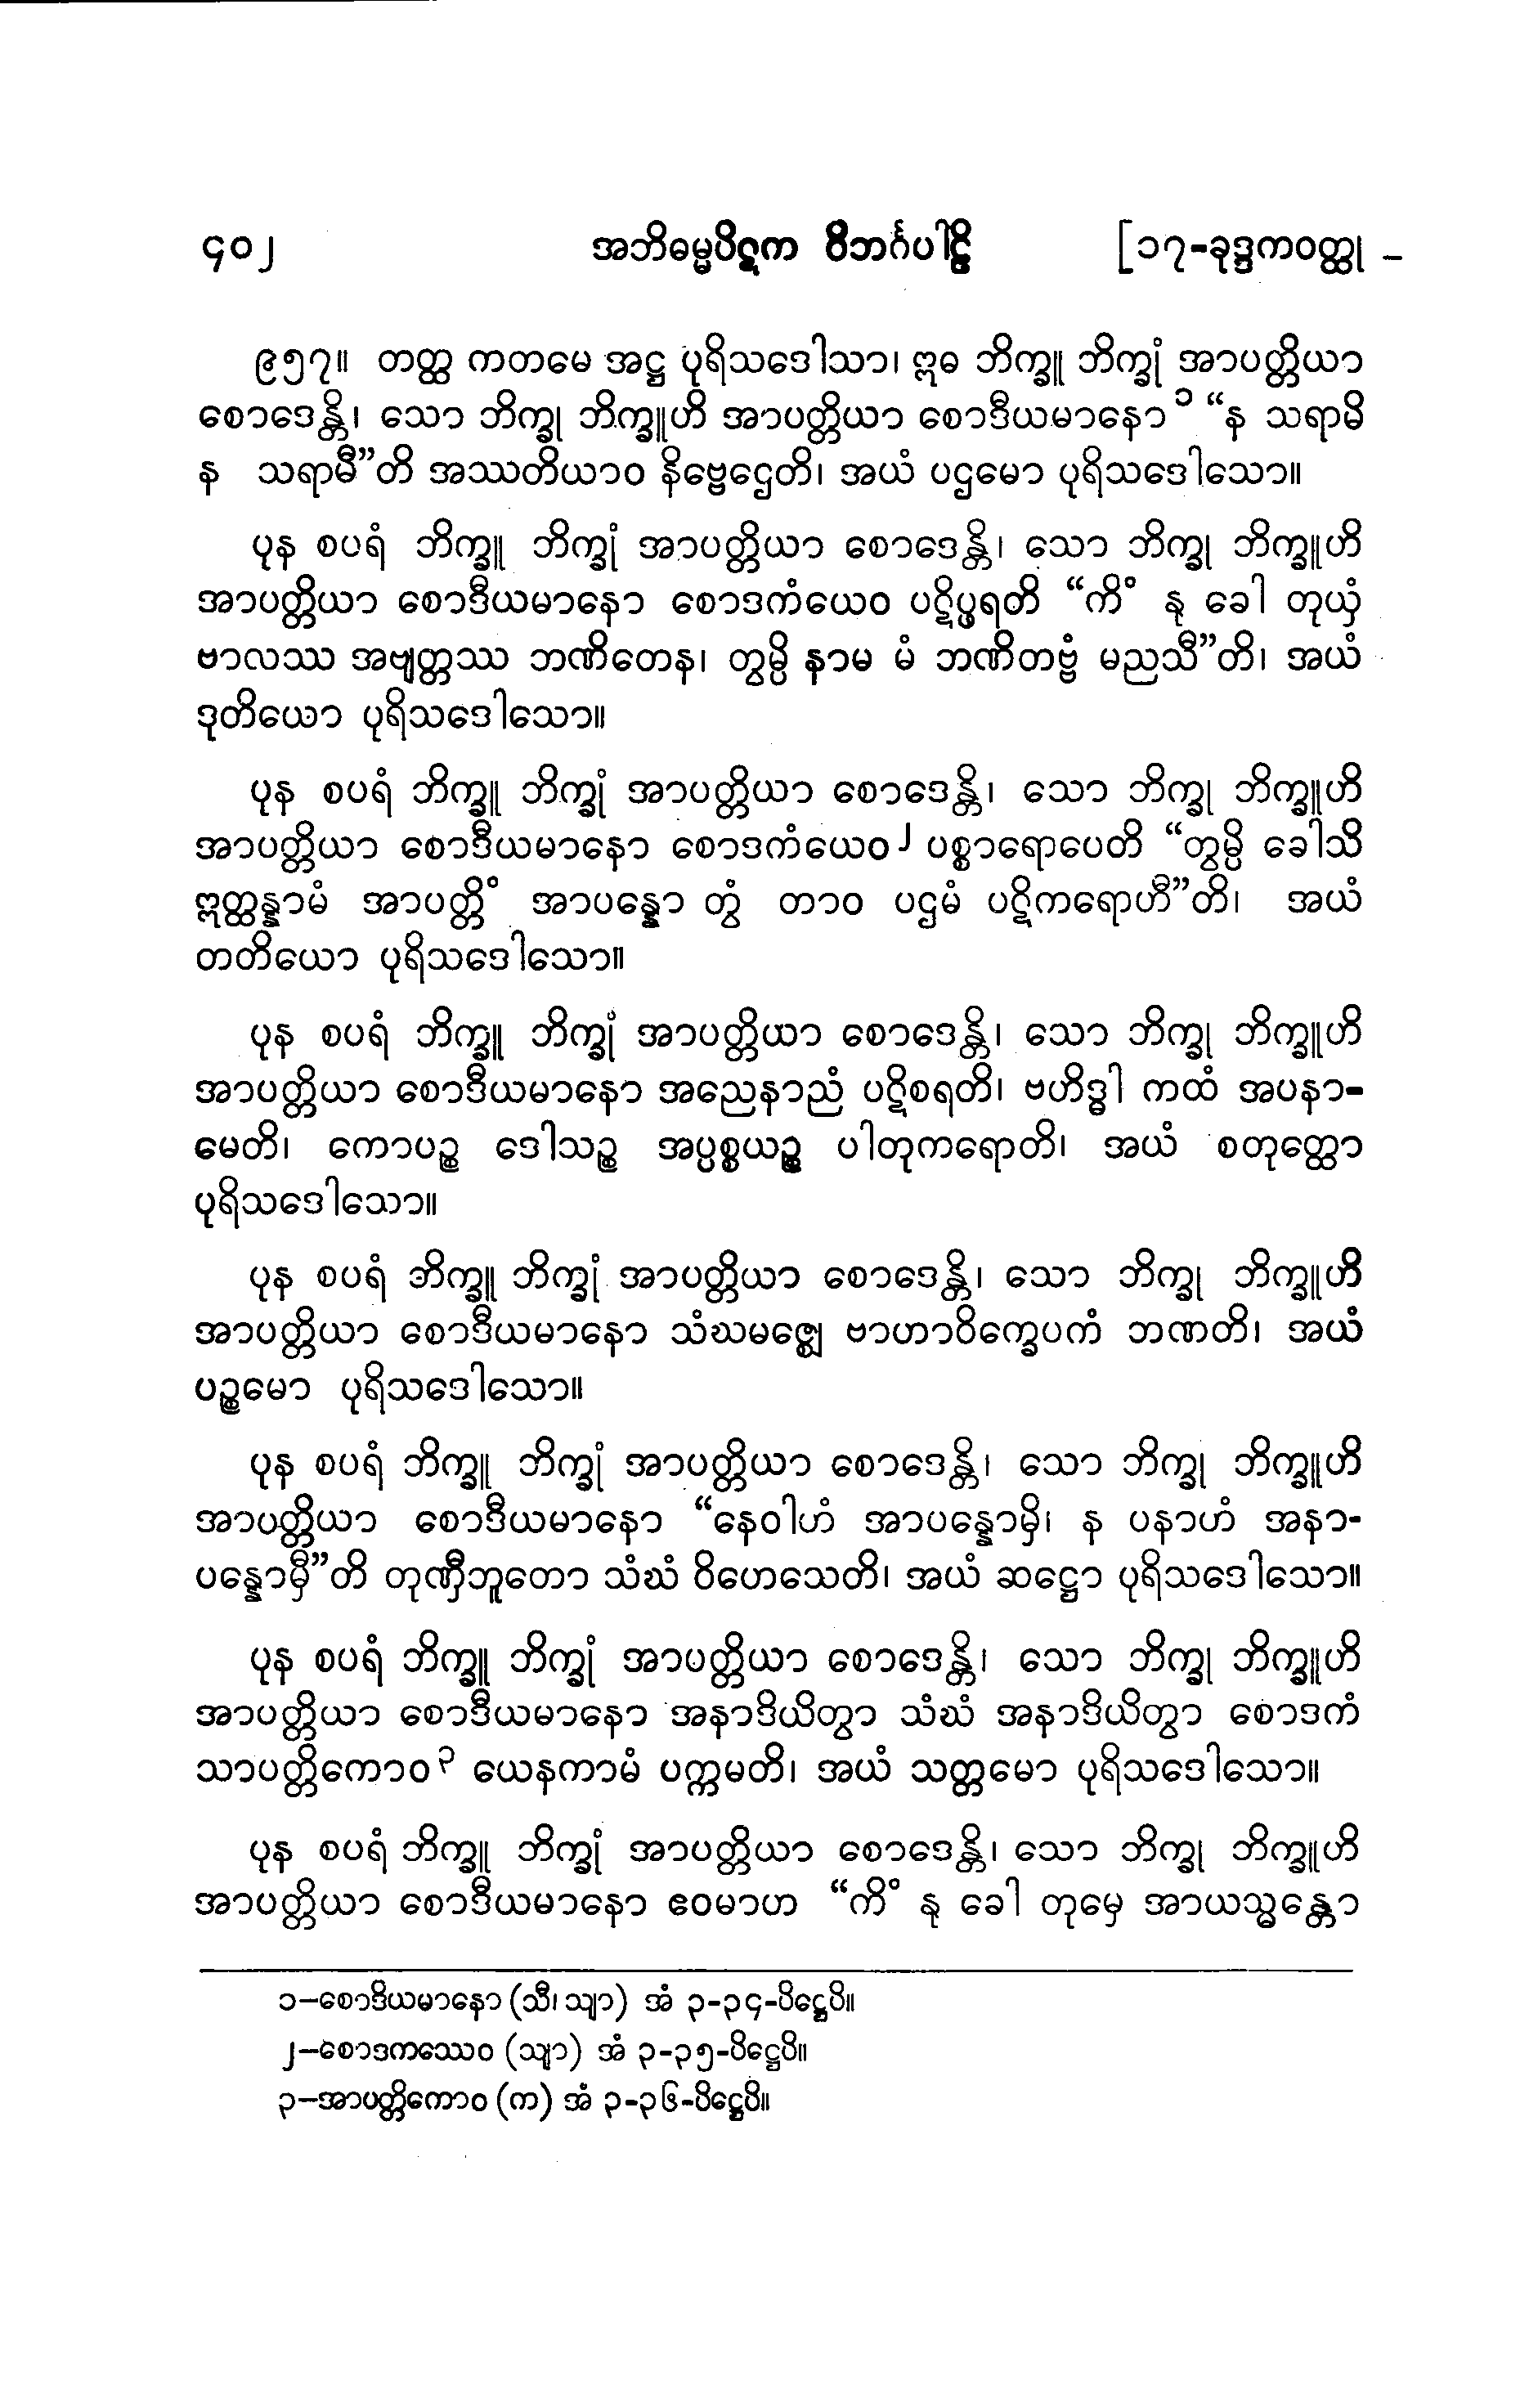 ၄၀၂ အဘိဓမ္မပိဋက ဝိဘင်္ဂပါဠိ [၁၇-ခုဒ္ဒကဝတ္ထု -
၉၅၇။ တတ္ထ ကတမေ အဋ္ဌ ပုရိသဒေါသာ၊ ဣဓ ဘိက္ခူ ဘိက္ခုံ အာပတ္တိယာ
စောဒေန္တိ၊ သော ဘိက္ခု ဘိက္ခူဟိ အာပတ္တိယာ စောဒီယမာနော ၁ “န သရာမိ
န သရာမီ”တိ အဿတိယာဝ နိဗ္ဗေဌေတိ၊ အယံ ပဌမော ပုရိသဒေါသော။
ပုန စပရံ ဘိက္ခူ ဘိက္ခုံ အာပတ္တိယာ စောဒေန္တိ၊ သော ဘိက္ခု ဘိက္ခူဟိ
အာပတ္တိယာ စောဒီယမာနော စောဒကံယေဝ ပဋိပ္ဖရတိ “ကိံ နု ခေါ တုယှံ
ဗာလဿ အဗျတ္တဿ ဘဏိတေန၊ တွမ္ပိ နာမ မံ ဘဏိတဗ္ဗံ မညသီ”တိ၊ အယံ
ဒုတိယော ပုရိသဒေါသော။
ပုန စပရံ ဘိက္ခူ ဘိက္ခုံ အာပတ္တိယာ စောဒေန္တိ၊ သော ဘိက္ခု ဘိက္ခူဟိ
အာပတ္တိယာ စောဒီယမာနော စောဒကံယေဝ ၂ ပစ္စာရောပေတိ “တွမ္ပိ ခေါသိ
ဣတ္ထန္နာမံ အာပတ္တိံ အာပန္နော တွံ တာဝ ပဌမံ ပဋိကရောဟီ”တိ၊ အယံ
တတိယော ပုရိသဒေါသော။
ပုန စပရံ ဘိက္ခူ ဘိက္ခုံ အာပတ္တိယာ စောဒေန္တိ၊ သော ဘိက္ခု ဘိက္ခူဟိ
အာပတ္တိယာ စောဒီယမာနော အညေနာညံ ပဋိစရတိ၊ ဗဟိဒ္ဓါ ကထံ အပနာ-
မေတိ၊ ကောပဉ္စ ဒေါသဉ္စ အပ္ပစ္စယဉ္စ ပါတုကရောတိ၊ အယံ စတုတ္ထော
ပုရိသဒေါသော။
ပုန စပရံ ဘိက္ခူ ဘိက္ခုံ အာပတ္တိယာ စောဒေန္တိ၊ သော ဘိက္ခု ဘိက္ခူဟိ
အာပတ္တိယာ စောဒီယမာနော သံဃမဇ္ဈေ ဗာဟာဝိက္ခေပကံ ဘဏတိ၊ အယံ
ပဉ္စမော ပုရိသဒေါသော။
ပုန စပရံ ဘိက္ခူ ဘိက္ခုံ အာပတ္တိယာ စောဒေန္တိ၊ သော ဘိက္ခု ဘိက္ခူဟိ
အာပတ္တိယာ စောဒီယမာနော “နေဝါဟံ အာပန္နောမှိ၊ န ပနာဟံ အနာ-
ပန္နောမှီ”တိ တုဏှီဘူတော သံဃံ ဝိဟေသေတိ၊ အယံ ဆဋ္ဌော ပုရိသဒေါသော။
ပုန စပရံ ဘိက္ခူ ဘိက္ခုံ အာပတ္တိယာ စောဒေန္တိ၊ သော ဘိက္ခု ဘိက္ခူဟိ
အာပတ္တိယာ စောဒီယမာနော အနာဒိယိတွာ သံဃံ အနာဒိယိတွာ စောဒကံ
သာပတ္တိကောဝ ၃ ယေနကာမံ ပက္ကမတိ၊ အယံ သတ္တမော ပုရိသဒေါသော။
ပုန စပရံ ဘိက္ခူ ဘိက္ခုံ အာပတ္တိယာ စောဒေန္တိ၊ သော ဘိက္ခု ဘိက္ခူဟိ
အာပတ္တိယာ စောဒီယမာနော ဧဝမာဟ “ကိံ နု ခေါ တုမှေ အာယသ္မန္တော
၁−စောဒိယမာနော (သီ၊ သျာ) အံ ၃-၃၄-ပိဋ္ဌေပိ။
၂−စောဒကဿေဝ (သျာ) အံ ၃-၃၅-ပိဋ္ဌေပိ။
၃−အာပတ္တိကောဝ (က) အံ ၃-၃၆-ပိဋ္ဌေပိ။